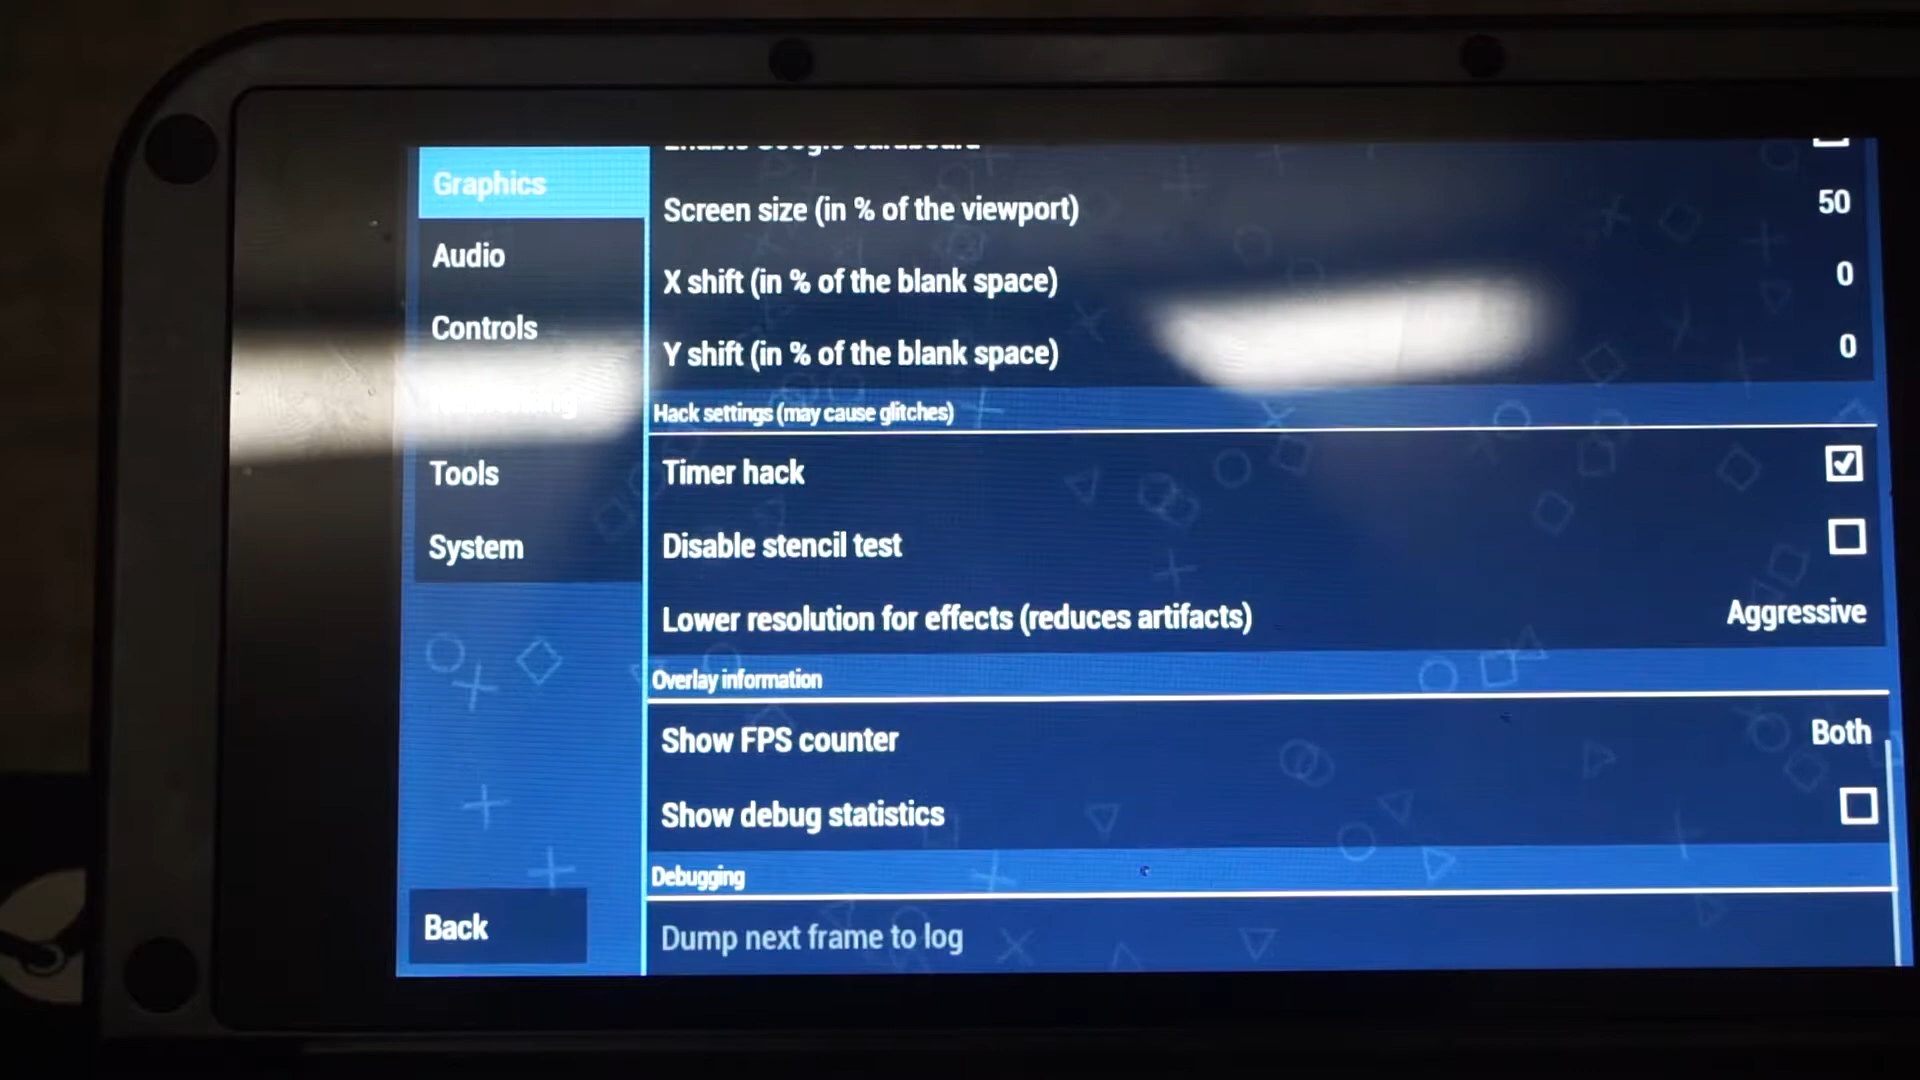 Graphics
Audio
Controls
Tools
System
Back
Enable Google Cardboard
Screen size (in % of the viewport) 50
X shift (in % of the blank space) 0
Y shift (in % of the blank space) 0
Hack settings (may cause glitches)
Timer hack
Disable stencil test
Lower resolution for effects (reduces artifacts) Aggressive
Overlay information
Show FPS counter Both
Show debug statistics
Debugging
Dump next frame to log